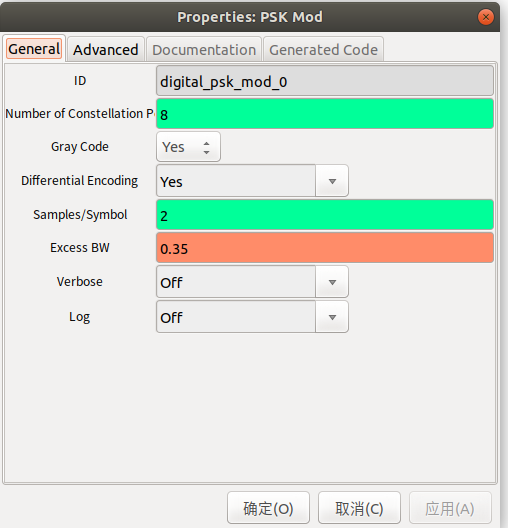 Properties: PSK Mod
General Advanced Documentation Generated Code
ID digital_psk_mod_0
Number of Constellation P 8
Gray Code Yes
Differential Encoding Yes
Samples/Symbol 2
Excess BW 0.35
Verbose Off
Log Off
确定(O) 取消(C) 应用(A)